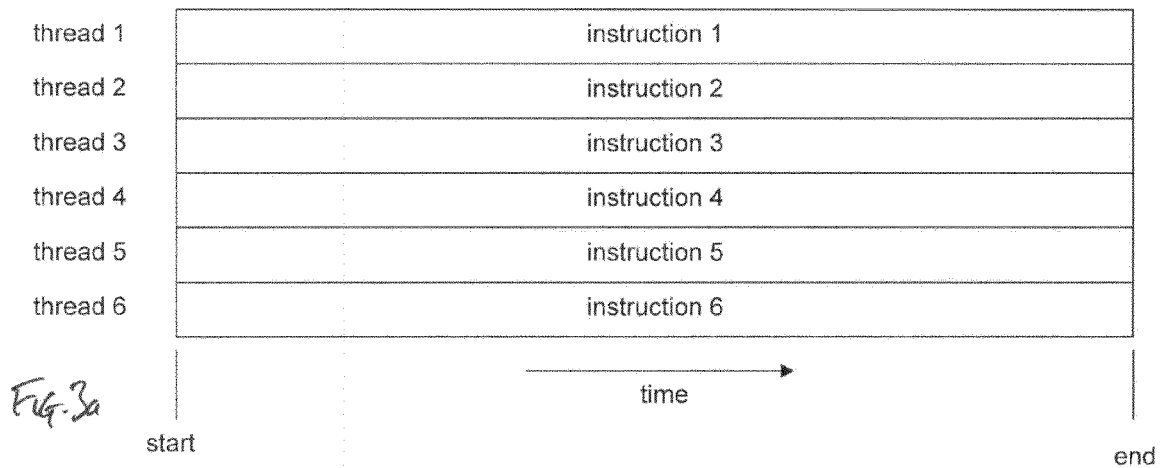 thread 1 instruction 1
thread 2 instruction 2
thread 3 instruction 3
thread 4 instruction 4
thread 5 instruction 5
thread 6 instruction 6
time
FIG. 3a
start
end